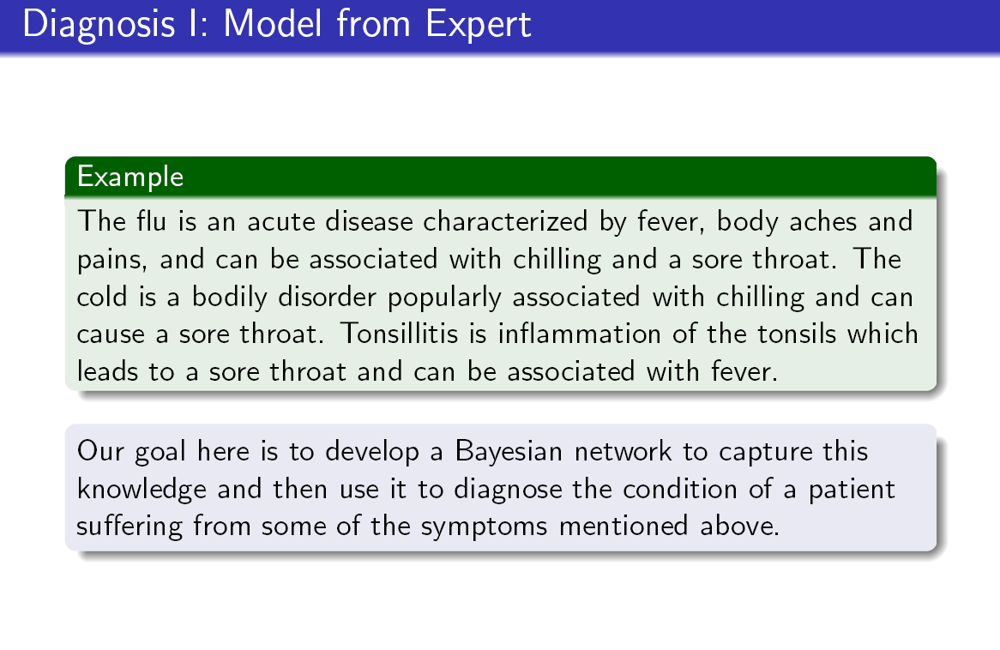 Diagnosis I: Model from Expert
Example
The flu is an acute disease characterized by fever, body aches and
pains, and can be associated with chilling and a sore throat. The
cold is a bodily disorder popularly associated with chilling and can
cause a sore throat. Tonsillitis is inflammation of the tonsils which
leads to a sore throat and can be associated with fever.
Our goal here is to develop a Bayesian network to capture this
knowledge and then use it to diagnose the condition of a patient
suffering from some of the symptoms mentioned above.